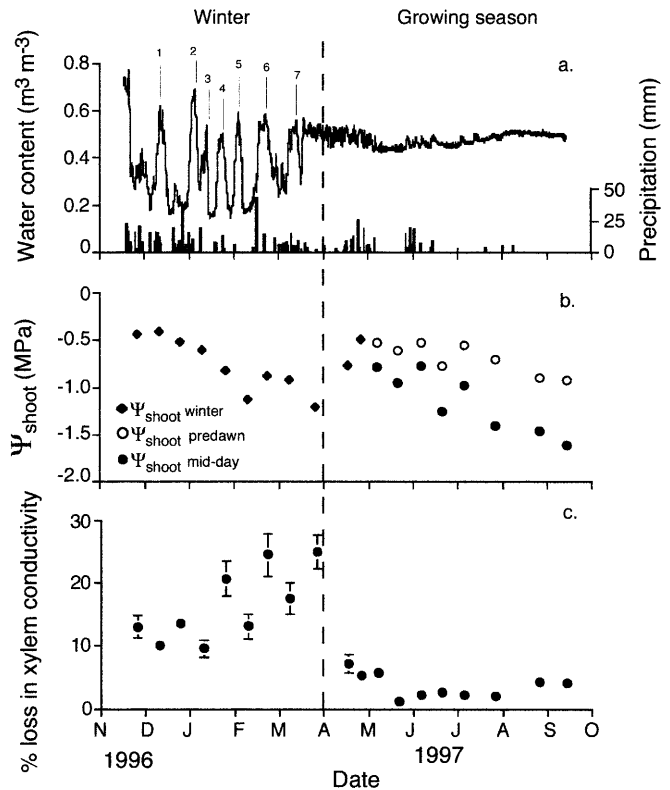 Winter
Growing season
a.
1 2 3 4 5 6 7
Water content (m³ m-³)
0.8
0.6
0.4
0.2
0
Precipitation (mm)
50
25
0
b.
Ψshoot (MPa)
0
-0.5
-1.0
-1.5
-2.0
Ψshoot winter
Ψshoot predawn
Ψshoot mid-day
c.
% loss in xylem conductivity
30
20
10
0
N D J F M A M J J A S O
1996
1997
Date